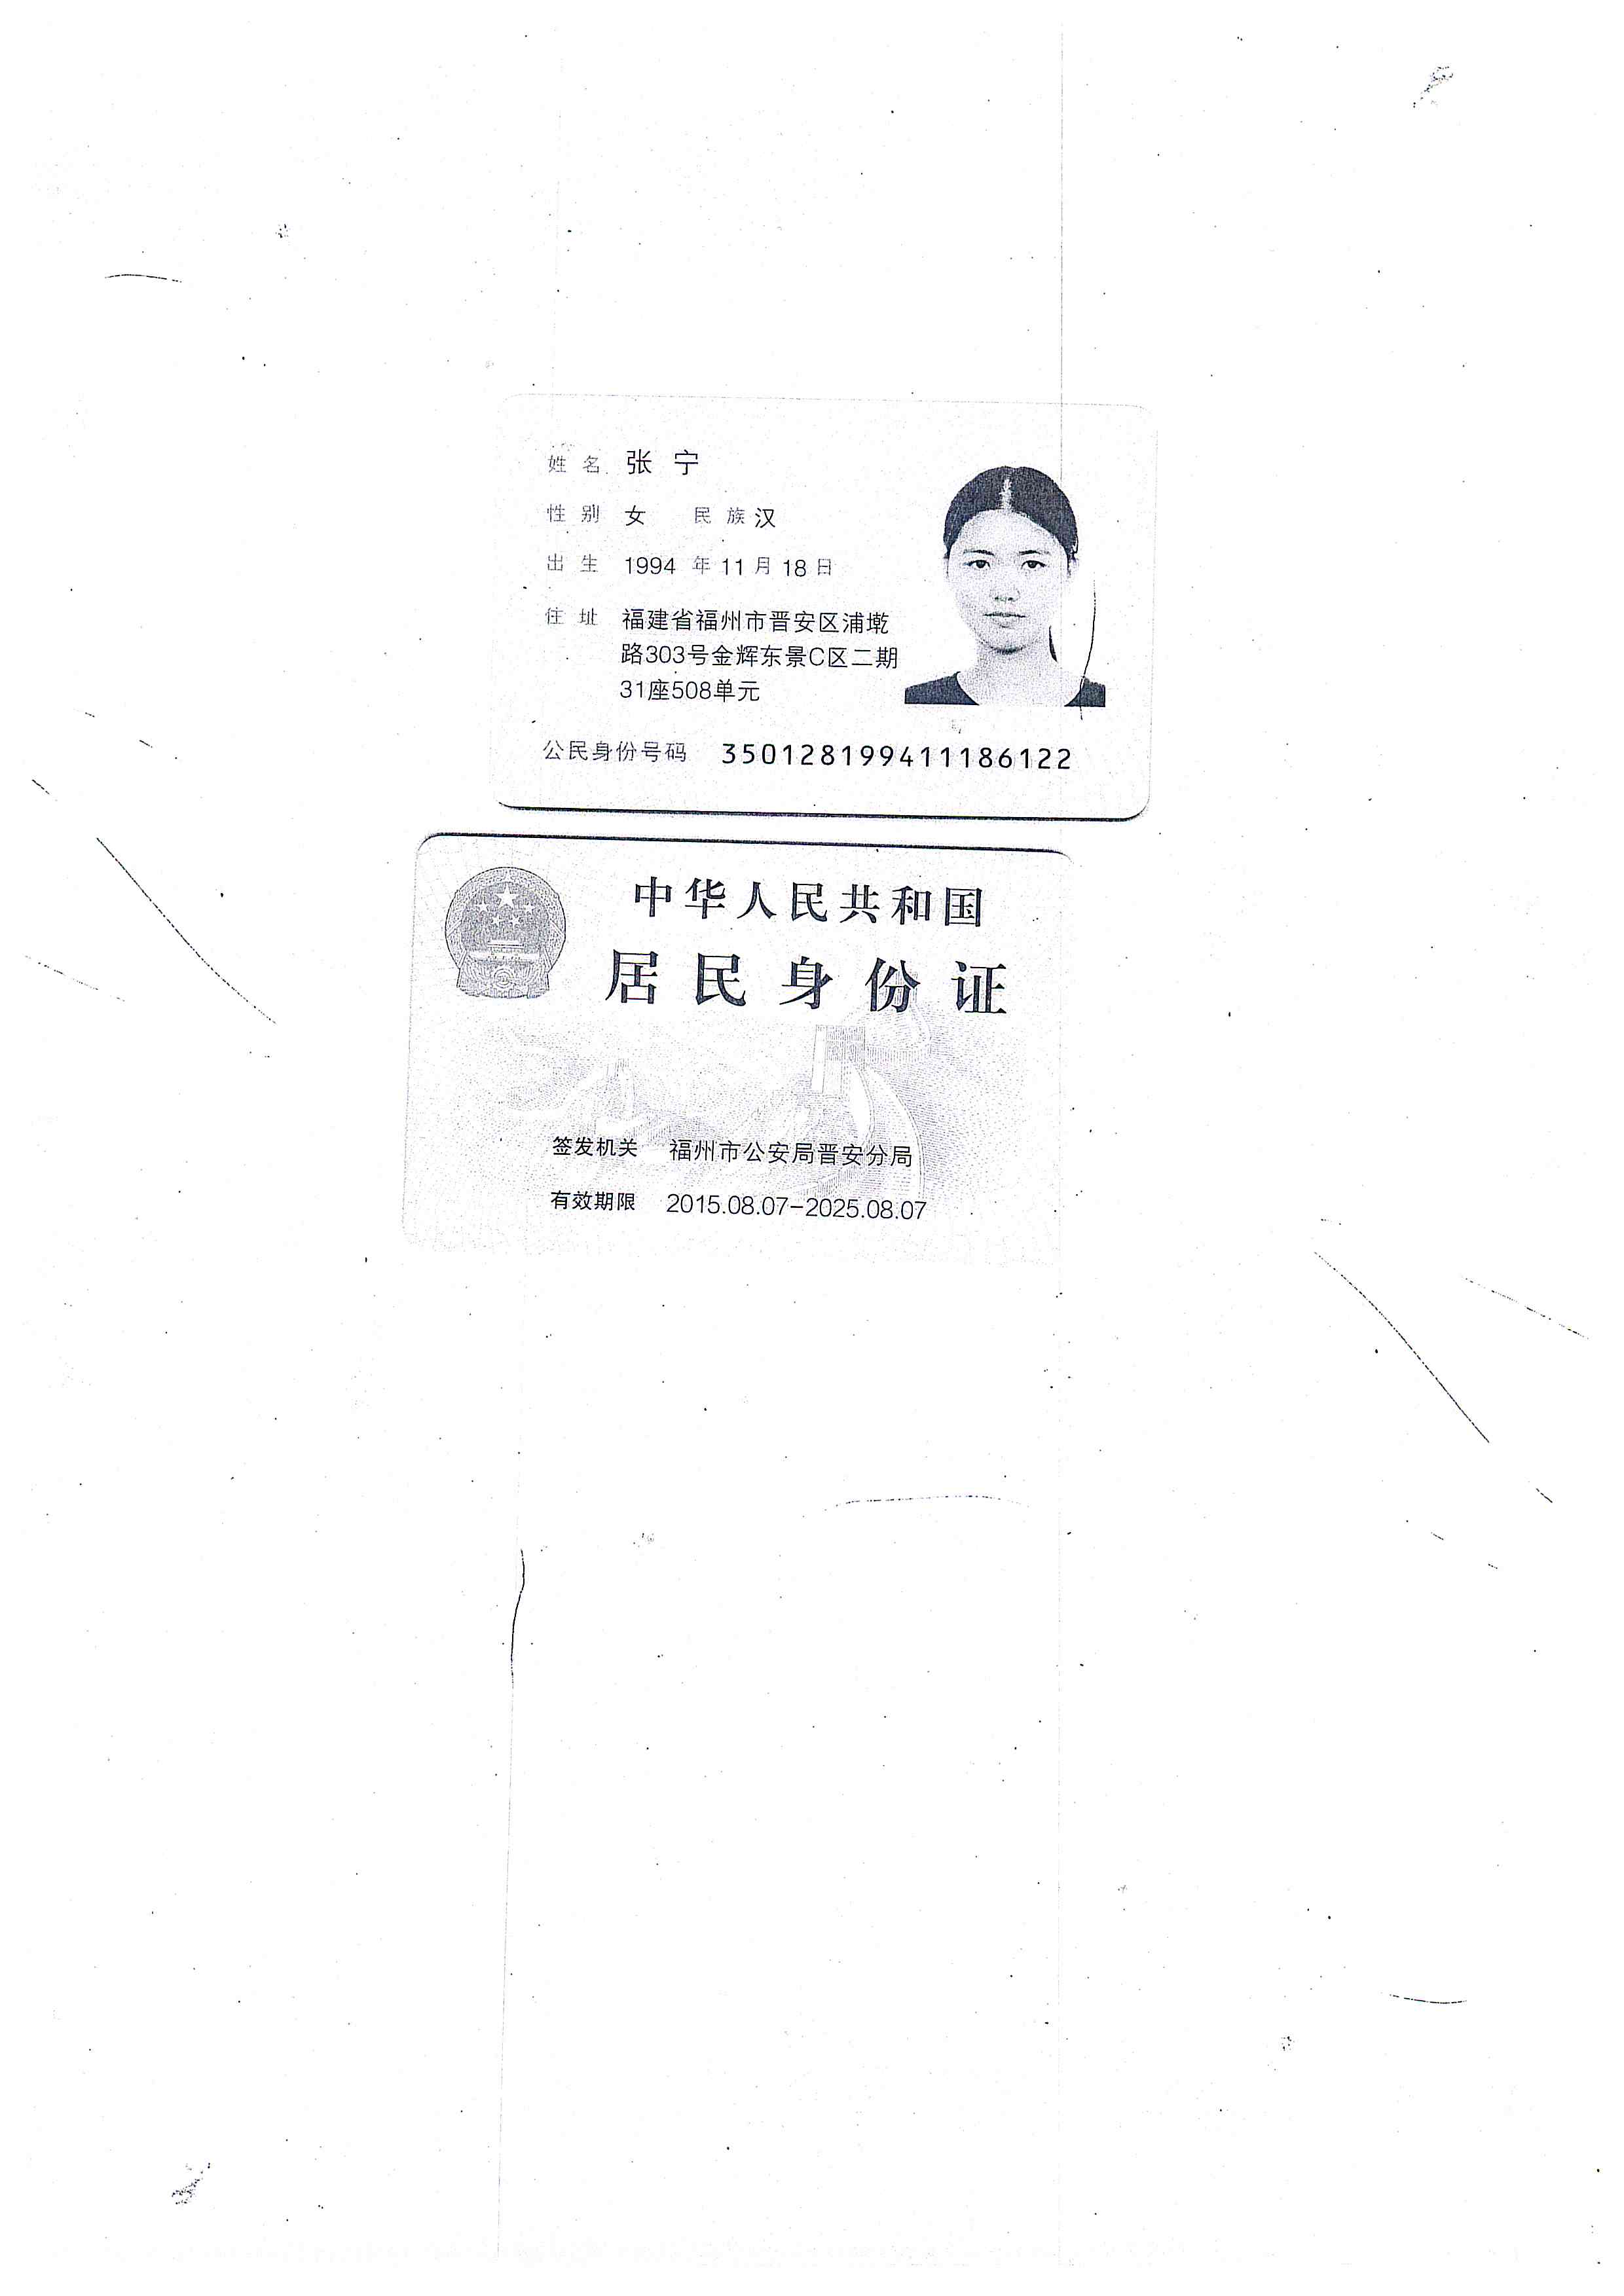 姓名 张宁
性别 女 民族 汉
出生 1994 年 11 月 18 日
住址 福建省福州市晋安区浦墘
路303号金辉东景C区二期
31座508单元
公民身份号码 350128199411186122
中华人民共和国
居民身份证
签发机关 福州市公安局晋安分局
有效期限 2015.08.07-2025.08.07